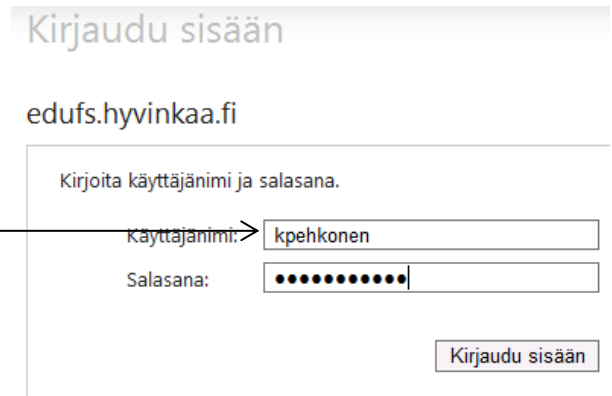 Kirjaudu sisään
edufs.hyvinkaa.fi
Kirjoita käyttäjänimi ja salasana.
Käyttäjänimi: kpehkonen
Salasana: ●●●●●●●●●●●
Kirjaudu sisään